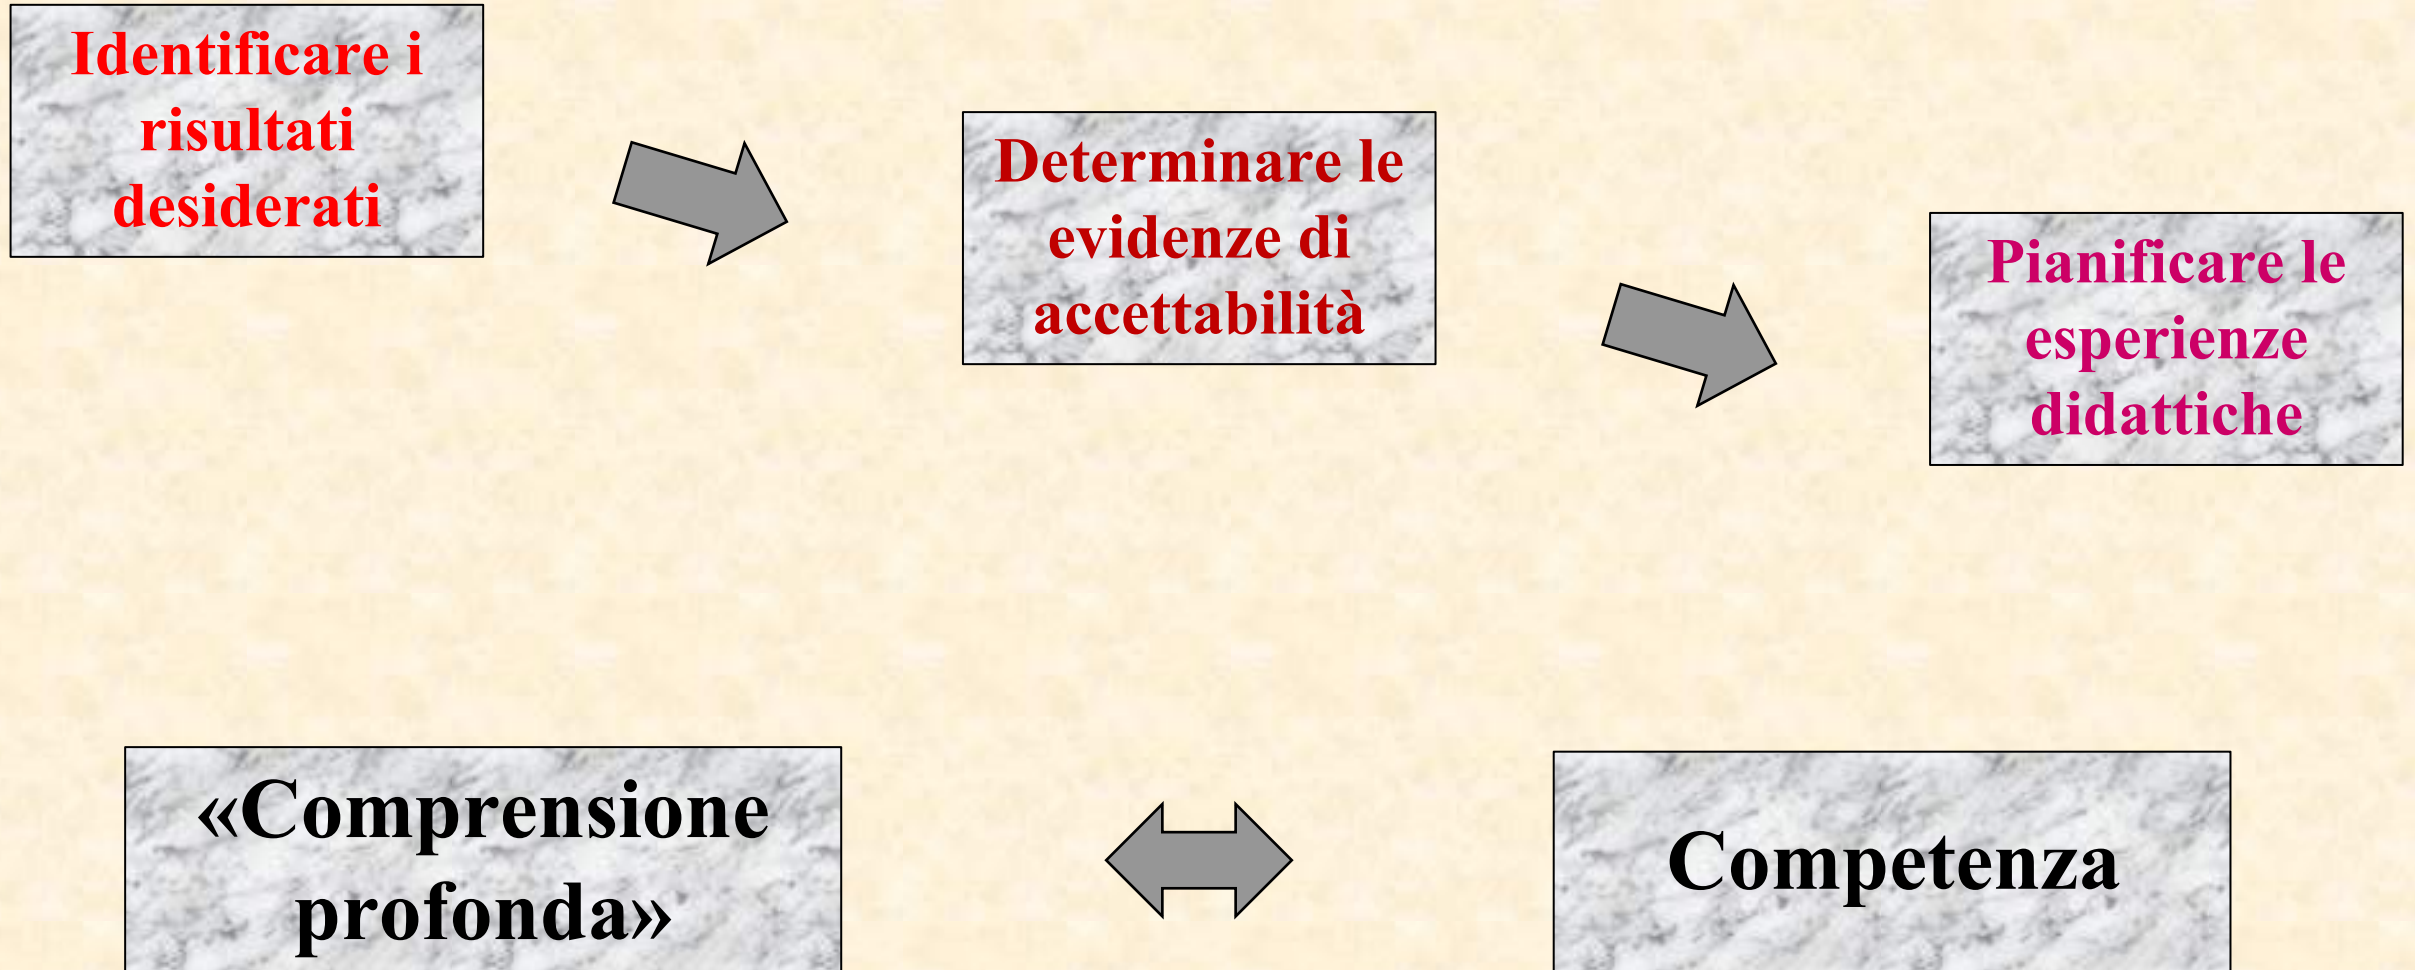 Identificare i
risultati
desiderati
Determinare le
evidenze di
accettabilità
Pianificare le
esperienze
didattiche
«Comprensione
profonda»
Competenza